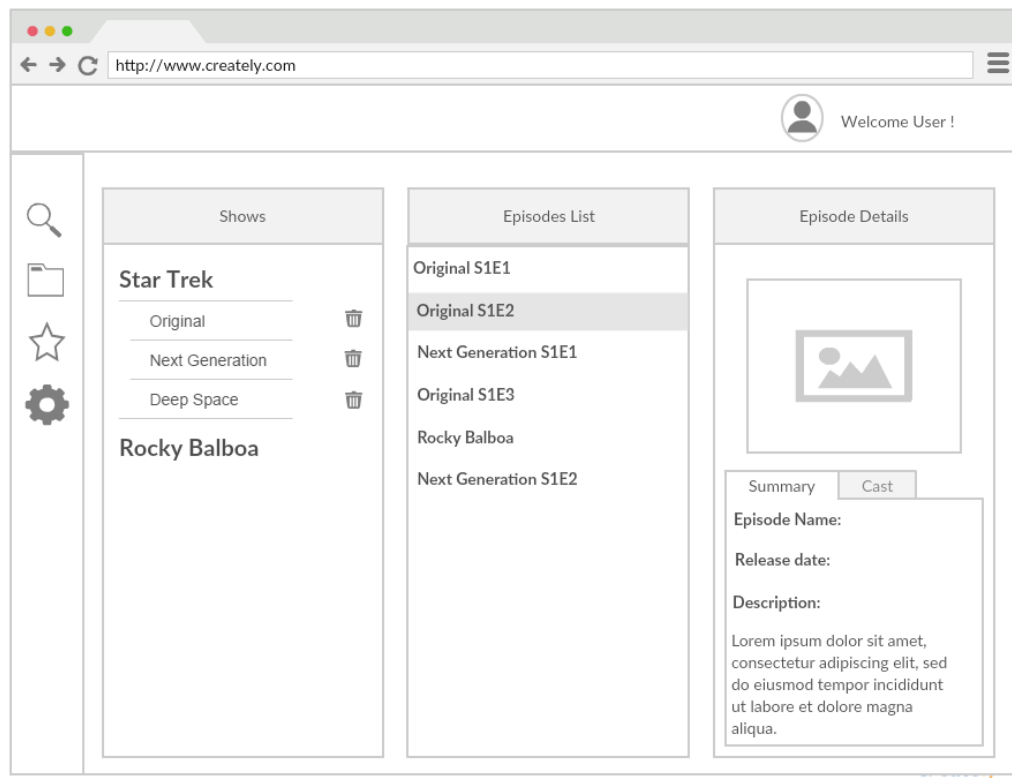 http://www.creately.com
Welcome User !
Shows
Star Trek
Original
Next Generation
Deep Space
Rocky Balboa
Episodes List
Original S1E1
Original S1E2
Next Generation S1E1
Original S1E3
Rocky Balboa
Next Generation S1E2
Episode Details
Summary
Cast
Episode Name:
Release date:
Description:
Lorem ipsum dolor sit amet,
consectetur adipiscing elit, sed
do eiusmod tempor incididunt
ut labore et dolore magna
aliqua.